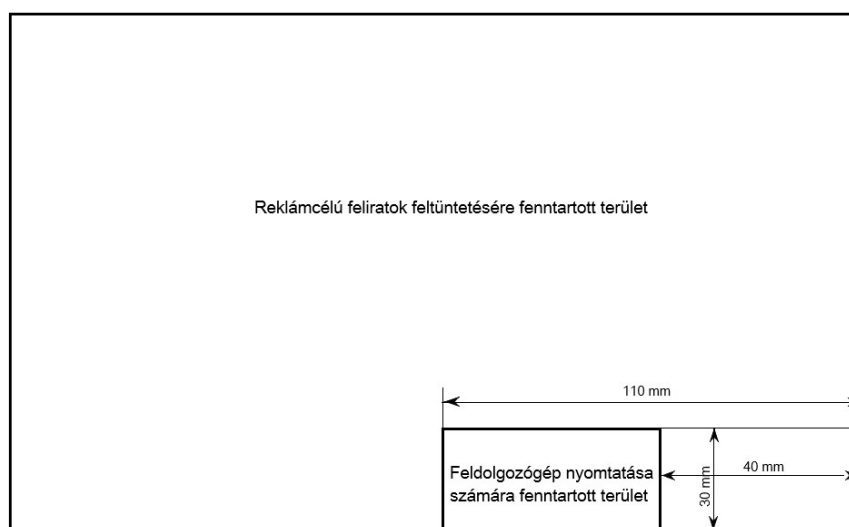 Reklámcélú feliratok feltüntetésére fenntartott terület
110 mm
Feldolgozógép nyomtatása
számára fenntartott terület
30 mm
40 mm